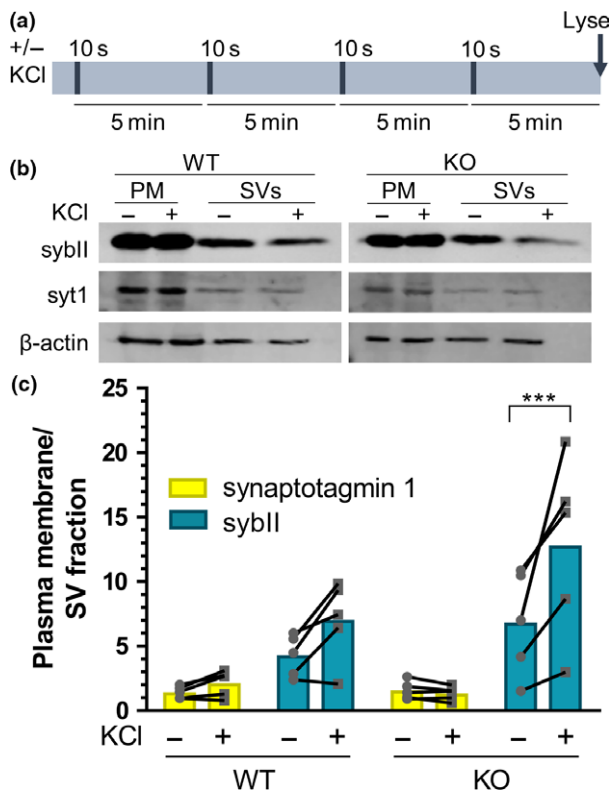 (a)
Lyse
+/– 10 s 10 s 10 s 10 s
KCl
5 min 5 min 5 min 5 min
(b) WT KO
PM SVs PM SVs
KCl – + – + – + – +
sybII
syt1
β-actin
(c)
25
20
15
10
5
0
Plasma membrane/
SV fraction
***
synaptotagmin 1
sybII
KCl – + – + – + – +
WT KO